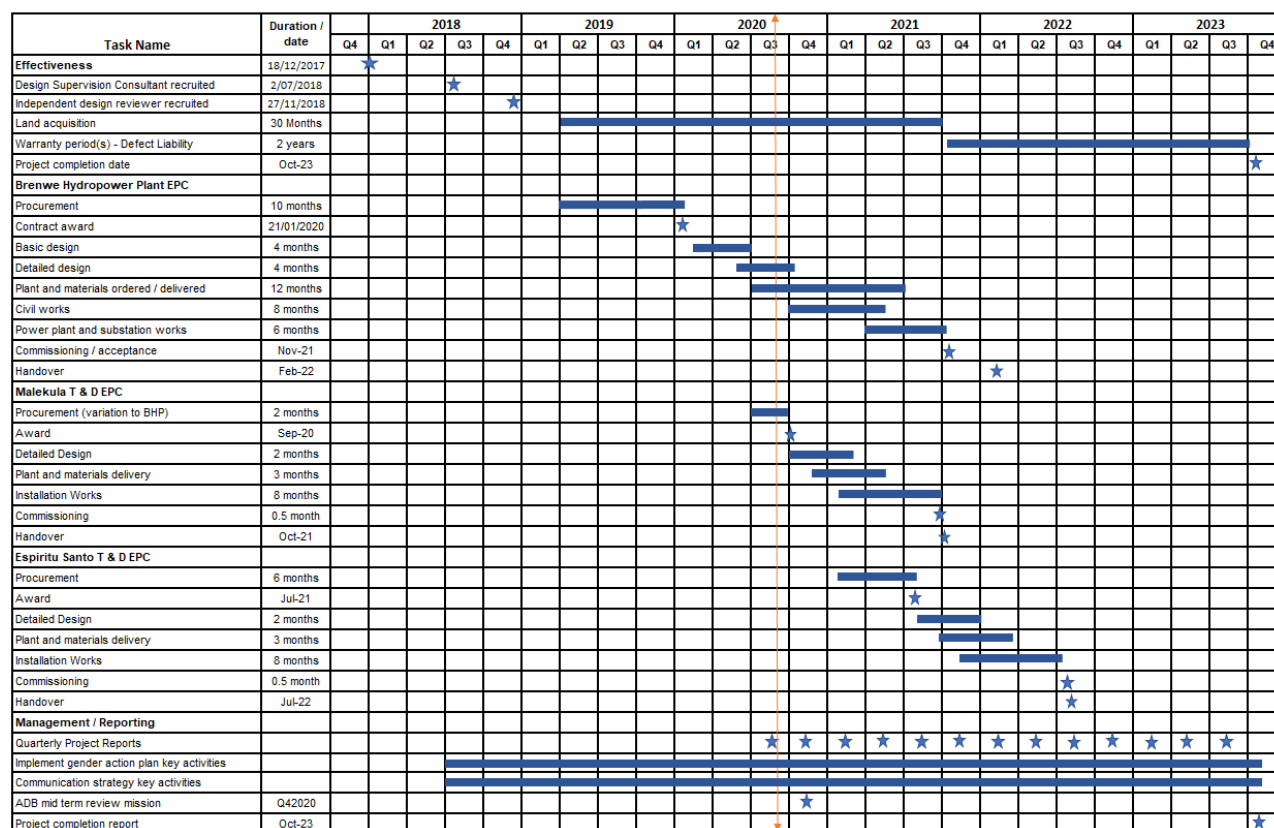 Duration / 2018 2019 2020 2021 2022 2023
Task Name date Q4 Q1 Q2 Q3 Q4 Q1 Q2 Q3 Q4 Q1 Q2 Q3 Q4 Q1 Q2 Q3 Q4 Q1 Q2 Q3 Q4 Q1 Q2 Q3 Q4
Effectiveness 18/12/2017
Design Supervision Consultant recruited 2/07/2018
Independent design reviewer recruited 27/11/2018
Land acquisition 30 Months
Warranty period(s) - Defect Liability 2 years
Project completion date Oct-23
Brenwe Hydropower Plant EPC
Procurement 10 months
Contract award 21/01/2020
Basic design 4 months
Detailed design 4 months
Plant and materials ordered / delivered 12 months
Civil works 8 months
Power plant and substation works 6 months
Commissioning / acceptance Nov-21
Handover Feb-22
Malekula T & D EPC
Procurement (variation to BHP) 2 months
Award Sep-20
Detailed Design 2 months
Plant and materials delivery 3 months
Installation Works 8 months
Commissioning 0.5 month
Handover Oct-21
Espiritu Santo T & D EPC
Procurement 6 months
Award Jul-21
Detailed Design 2 months
Plant and materials delivery 3 months
Installation Works 8 months
Commissioning 0.5 month
Handover Jul-22
Management / Reporting
Quarterly Project Reports
Implement gender action plan key activities
Communication strategy key activities
ADB mid term review mission Q42020
Project completion report Oct-23